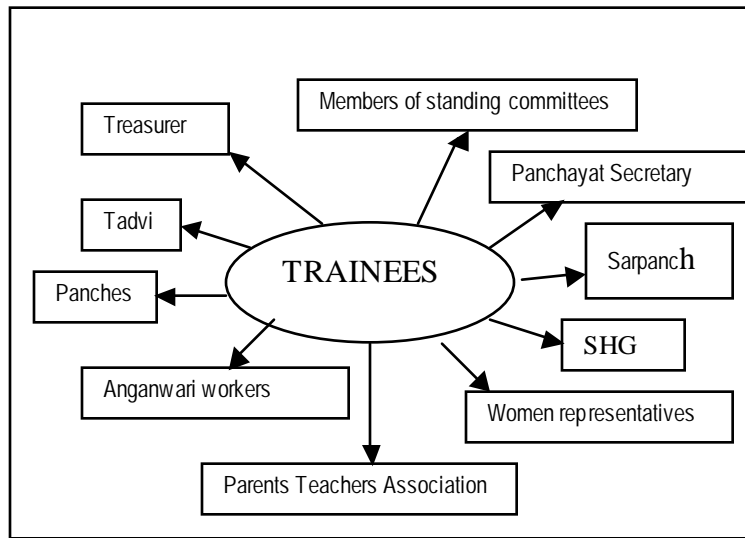 Members of standing committees
Treasurer
Panchayat Secretary
Tadvi
Sarpanch
TRAINEES
Panches
SHG
Anganwari workers
Women representatives
Parents Teachers Association